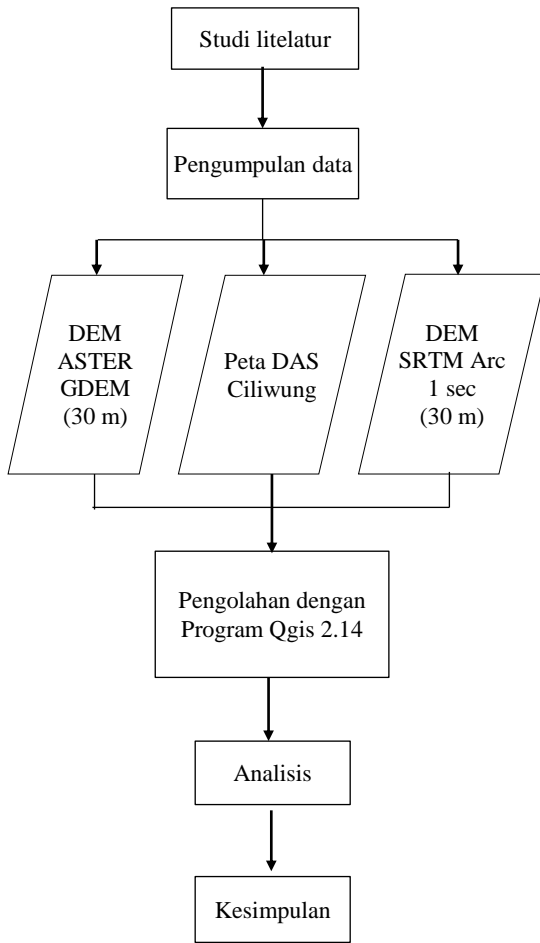 Studi litelatur
Pengumpulan data
DEM
ASTER
GDEM
(30 m)
Peta DAS
Ciliwung
DEM
SRTM Arc
1 sec
(30 m)
Pengolahan dengan
Program Qgis 2.14
Analisis
Kesimpulan